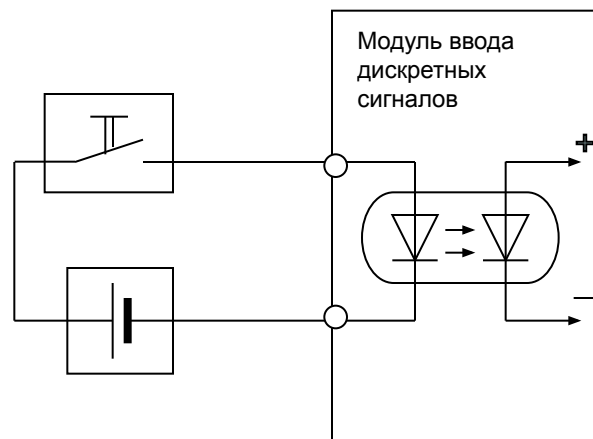 Модуль ввода
дискретных
сигналов
+
—